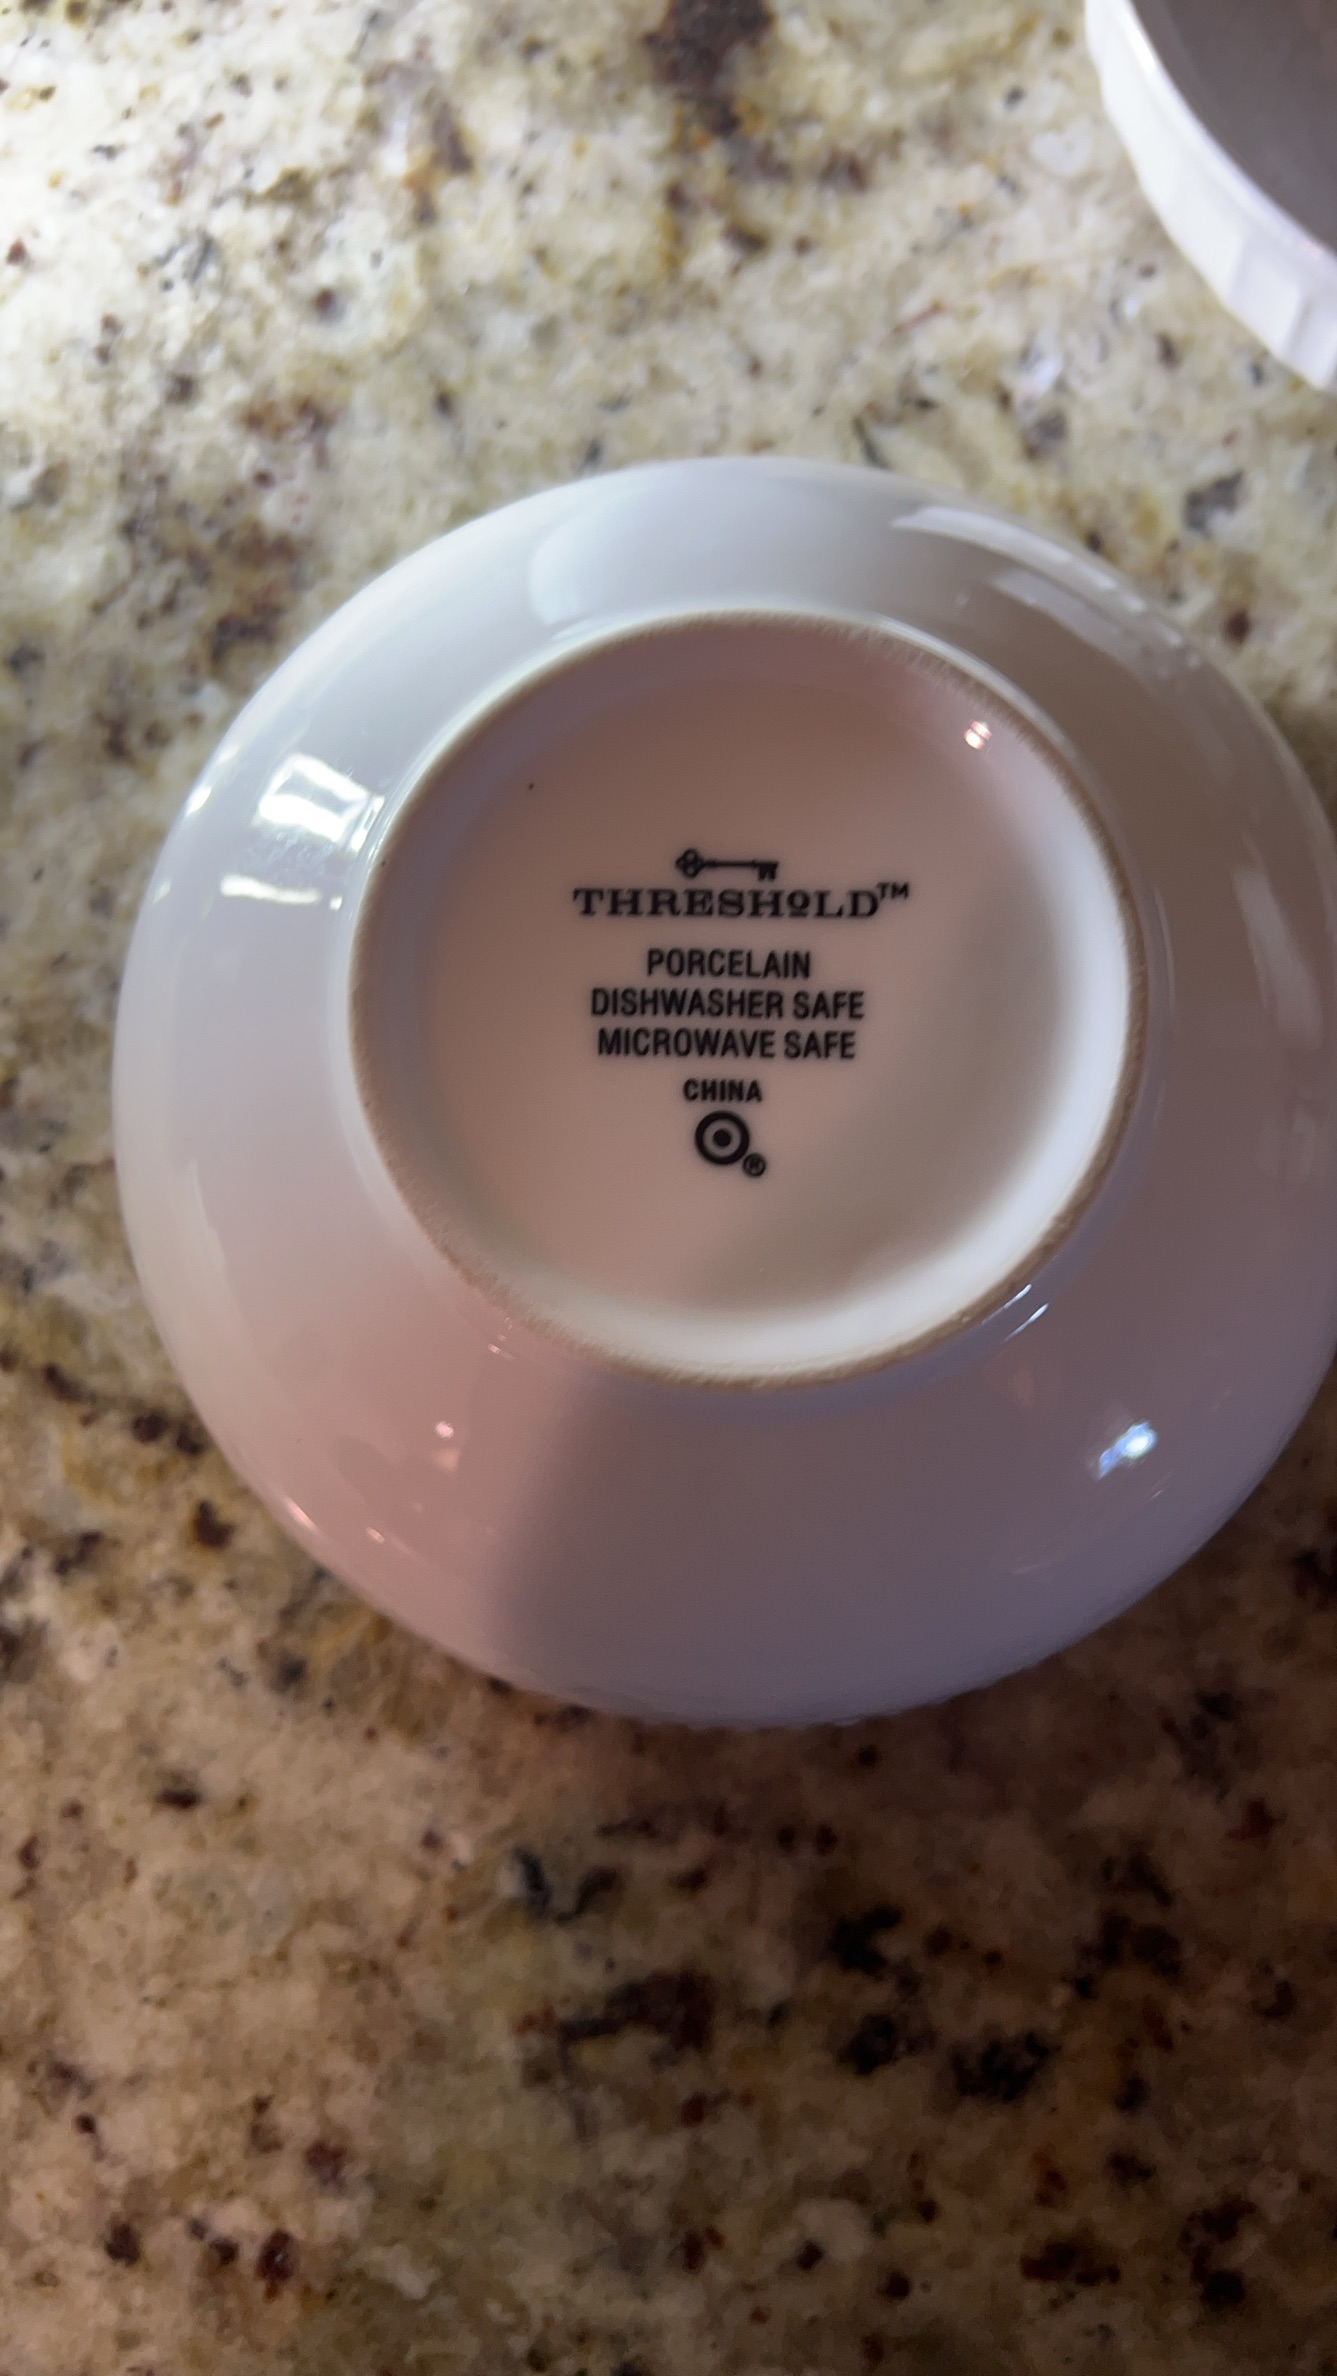 THRESHOLD™
PORCELAIN
DISHWASHER SAFE
MICROWAVE SAFE
CHINA
®